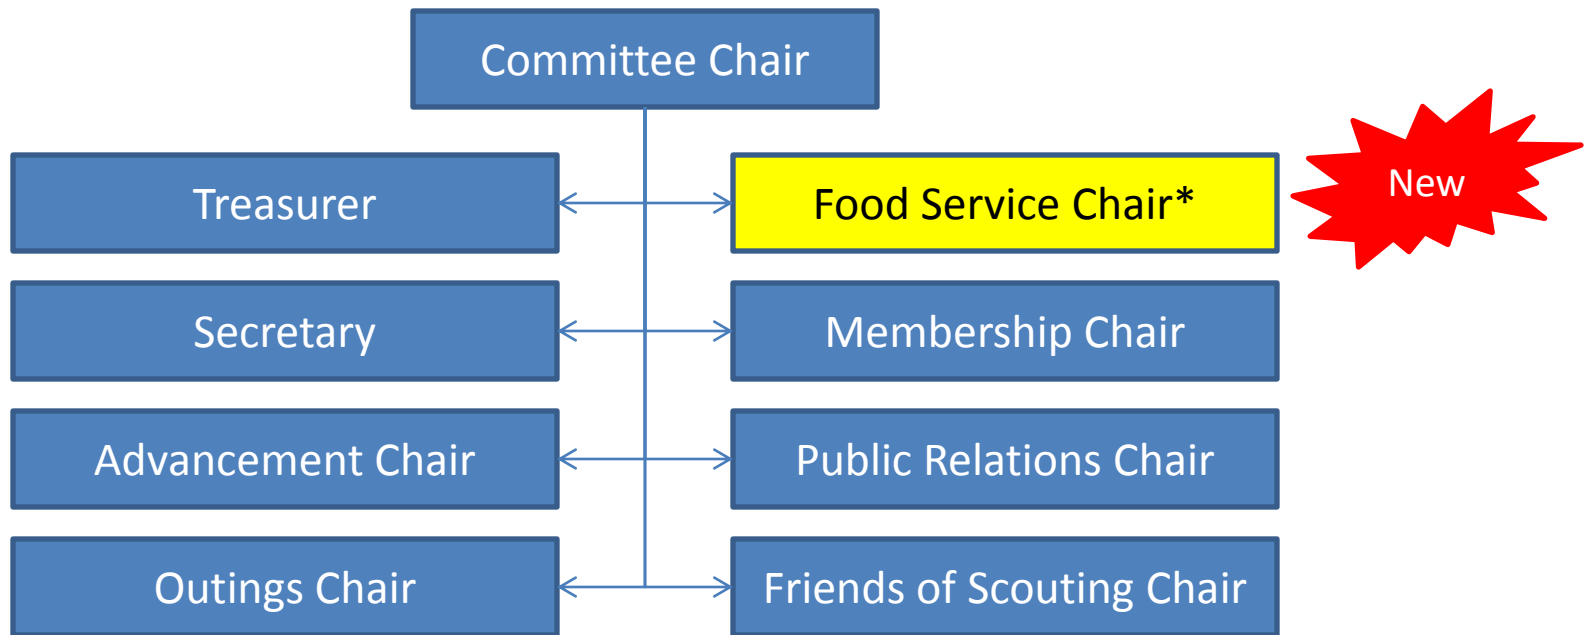 Committee Chair
Treasurer
Food Service Chair*
New
Secretary
Membership Chair
Advancement Chair
Public Relations Chair
Outings Chair
Friends of Scouting Chair